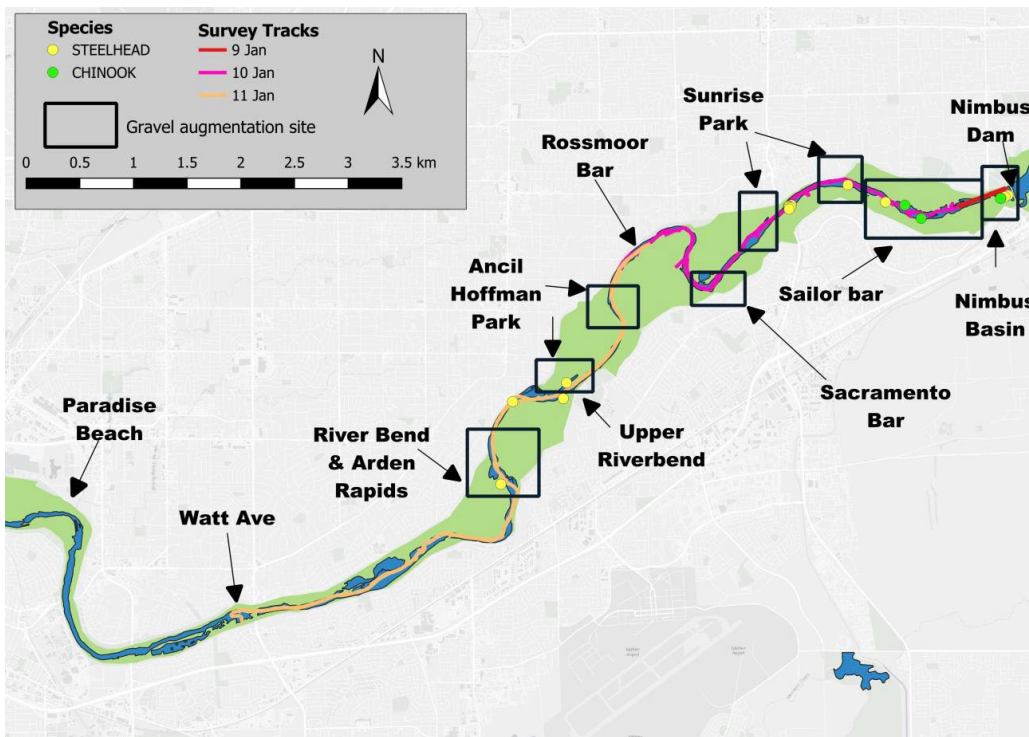 Species
STEELHEAD
CHINOOK
Survey Tracks
9 Jan
10 Jan
11 Jan
N
Gravel augmentation site
0 0.5 1 1.5 2 2.5 3 3.5 km
Sunrise
Park
Nimbus
Dam
Rossmoor
Bar
Ancil
Hoffman
Park
Sailor bar
Nimbus
Basin
Sacramento
Bar
Paradise
Beach
River Bend
& Arden
Rapids
Upper
Riverbend
Watt Ave